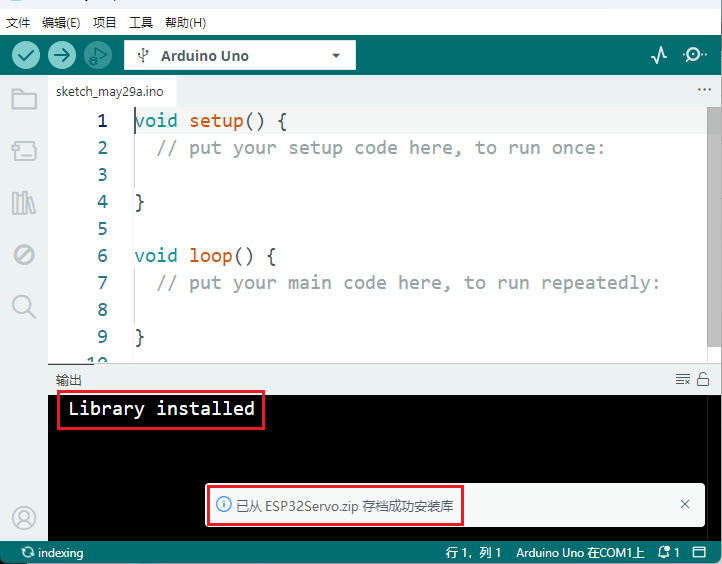 文件 编辑(E) 项目 工具 帮助(H)
Arduino Uno
sketch_may29a.ino
1 void setup() {
2 // put your setup code here, to run once:
3
4 }
5
6 void loop() {
7 // put your main code here, to run repeatedly:
8
9 }
10
输出
Library installed
已从 ESP32Servo.zip 存档成功安装库
indexing 行 1，列 1 Arduino Uno 在COM1上 1